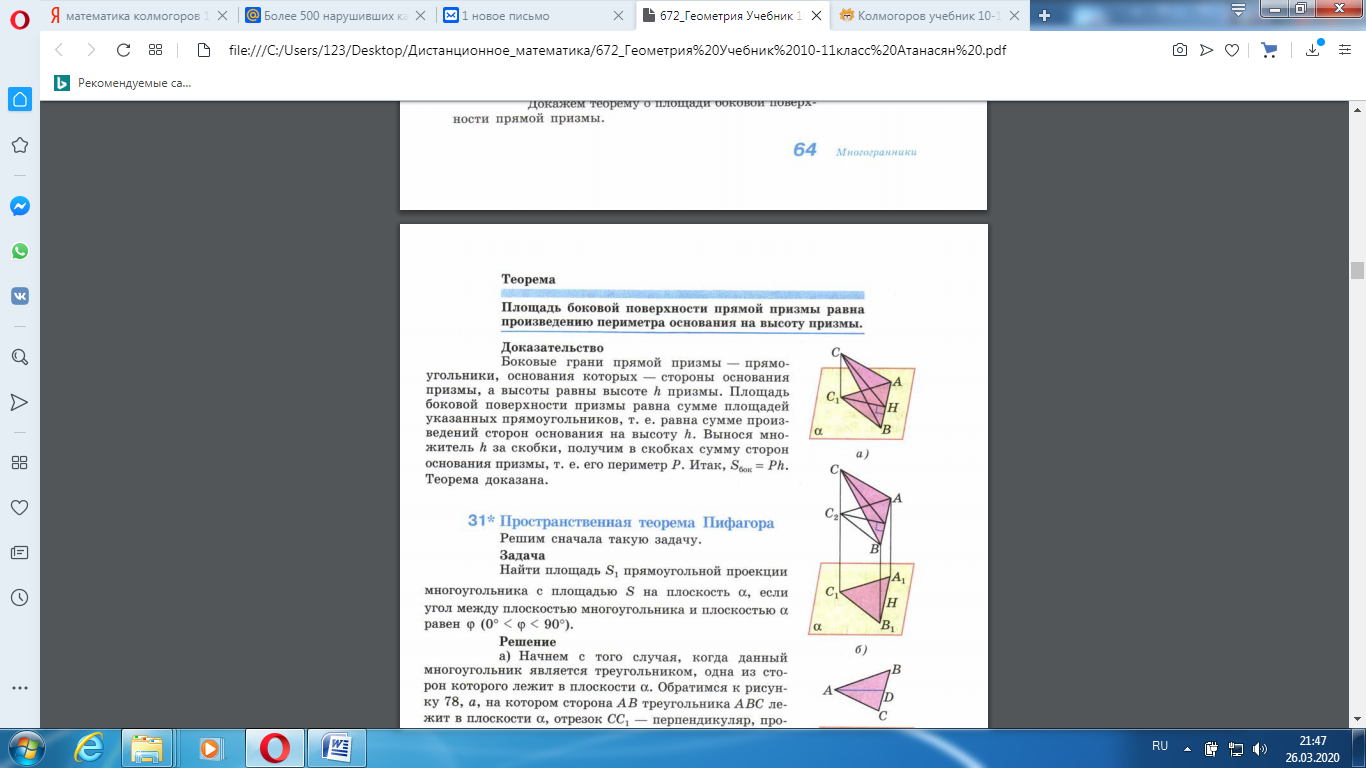 математика колмогоров 1
Более 500 нарушивших ка
1 новое письмо
672_Геометрия Учебник 1
Колмогоров учебник 10-1
file:///C:/Users/123/Desktop/Дистанционное_математика/672_Геометрия%20Учебник%2010-11класс%20Атанасян%20.pdf
Рекомендуемые са...
Докажем теорему о площади боковой поверх-
ности прямой призмы.
64 Многогранники
Теорема
Площадь боковой поверхности прямой призмы равна
произведению периметра основания на высоту призмы.
Доказательство
Боковые грани прямой призмы — прямо-
угольники, основания которых — стороны основания
призмы, а высоты равны высоте h призмы. Площадь
боковой поверхности призмы равна сумме площадей
указанных прямоугольников, т. е. равна сумме произ-
ведений сторон основания на высоту h. Вынося мно-
житель h за скобки, получим в скобках сумму сторон
основания призмы, т. е. его периметр P. Итак, Sбок = Ph.
Теорема доказана.
31* Пространственная теорема Пифагора
Решим сначала такую задачу.
Задача
Найти площадь S₁ прямоугольной проекции
многоугольника с площадью S на плоскость α, если
угол между плоскостью многоугольника и плоскостью α
равен φ (0° < φ < 90°).
Решение
а) Начнем с того случая, когда данный
многоугольник является треугольником, одна из сто-
рон которого лежит в плоскости α. Обратимся к рисун-
ку 78, а, на котором сторона AB треугольника ABC ле-
жит в плоскости α, отрезок CC₁ — перпендикуляр, про-
C
A
C₁
H
B
α
а)
C
A
C₂
B
A₁
C₁
H
B₁
α
б)
B
A
D
C
RU
21:47
26.03.2020